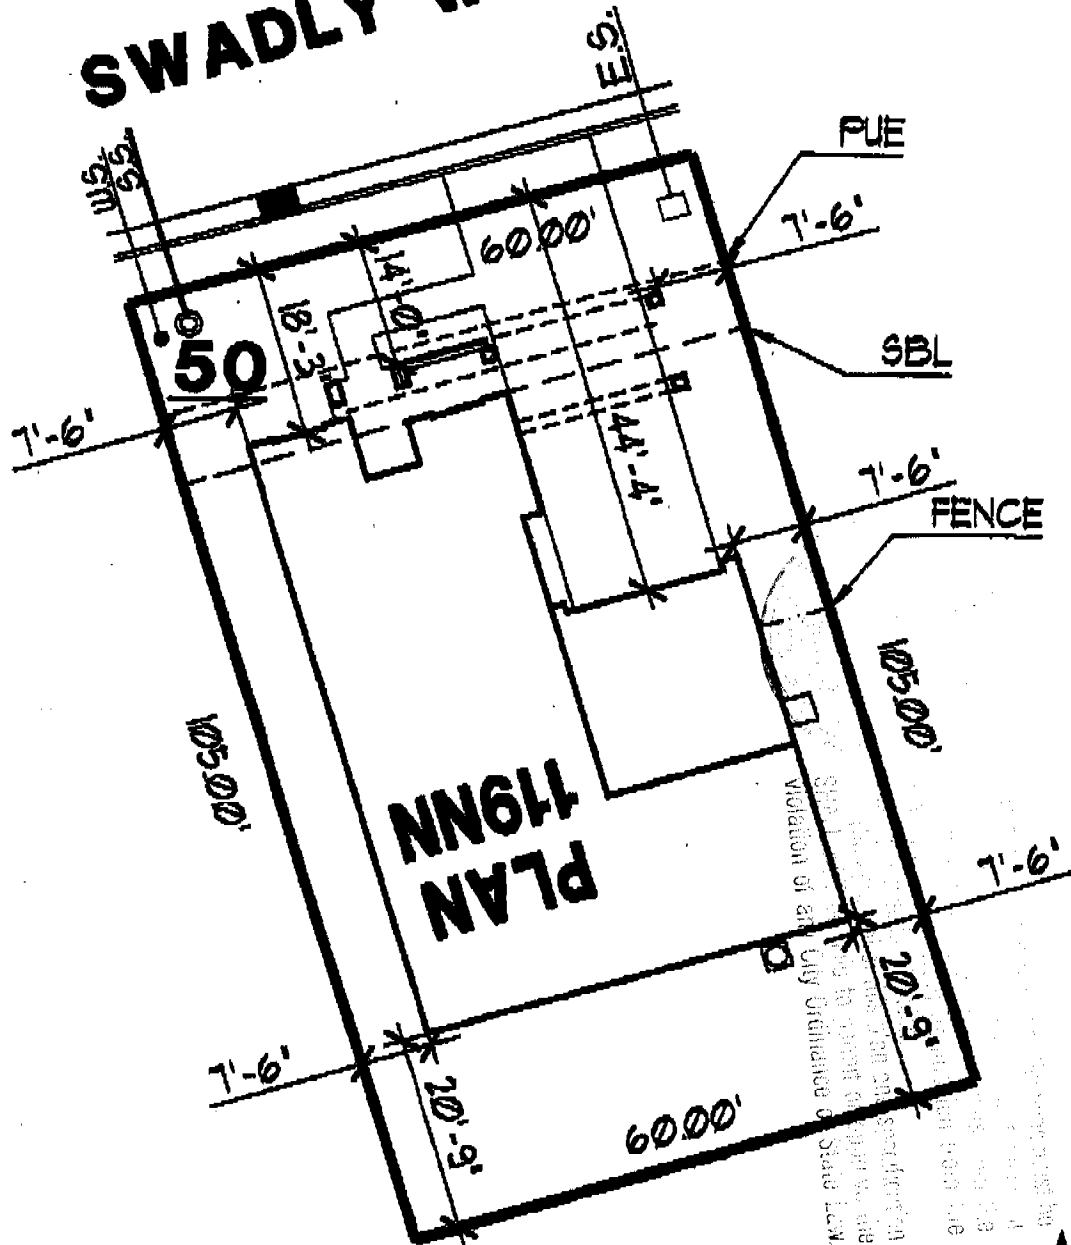 SWADLY
E.S.
PUE
W.S.
S.S.
7'-6"
60.00'
14'-0"
18'-3"
SBL
50
7'-6"
44'-4"
7'-6"
FENCE
105.00'
105.00'
PLAN
119NN
7'-6"
20'-9"
7'-6"
20'-9"
60.00'
violation of any City Ordinance State Law.